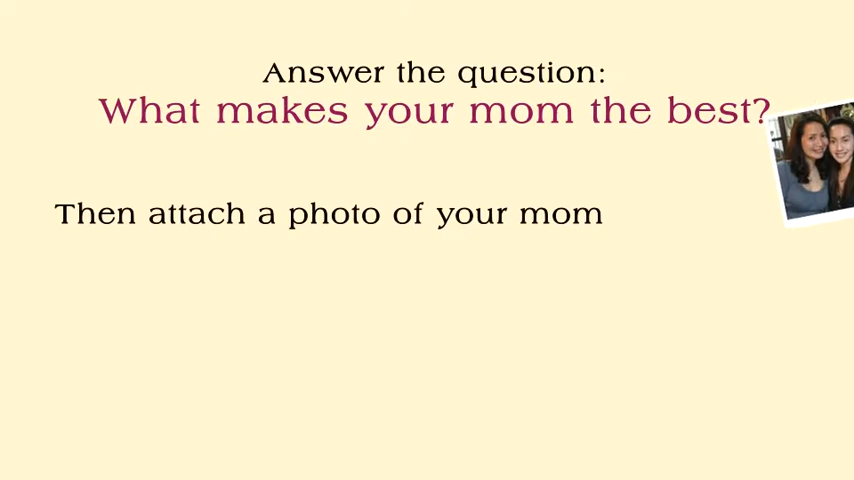 Answer the question:
What makes your mom the best?
Then attach a photo of your mom